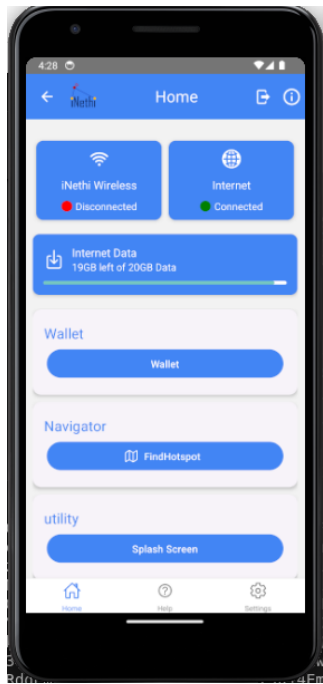 4:28
iNethi
Home
iNethi Wireless
Disconnected
Internet
Connected
Internet Data
19GB left of 20GB Data
Wallet
Wallet
Navigator
FindHotspot
utility
Splash Screen
Home
Help
Settings